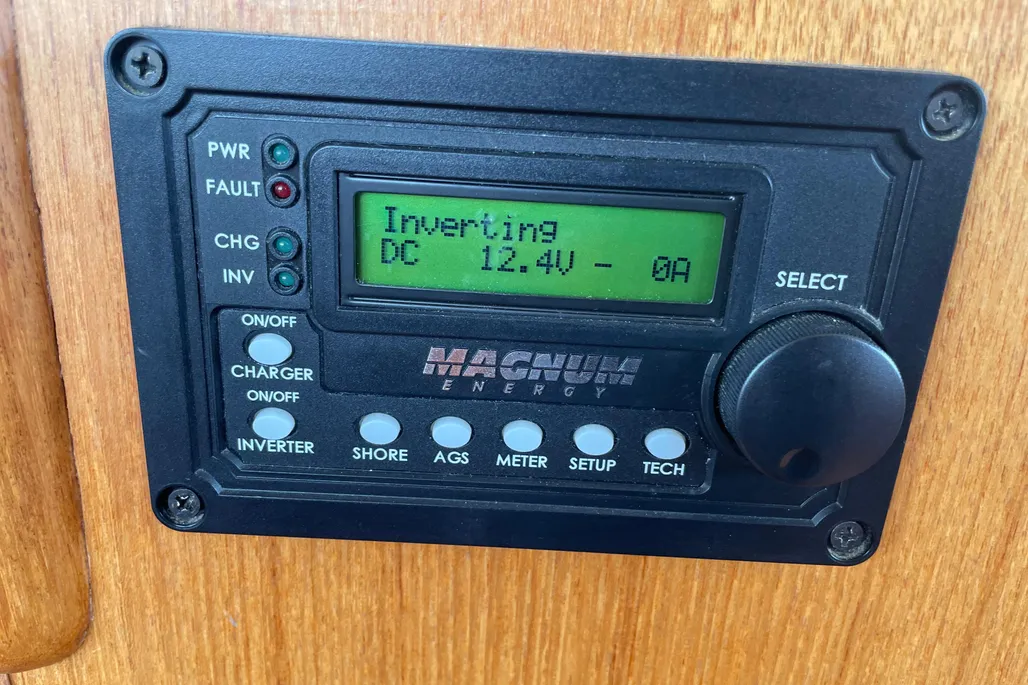 PWR
FAULT
CHG
INV
Inverting
DC 12.4V - 0A
SELECT
ON/OFF
CHARGER
ON/OFF
INVERTER
MAGNUM
ENERGY
SHORE
AGS
METER
SETUP
TECH